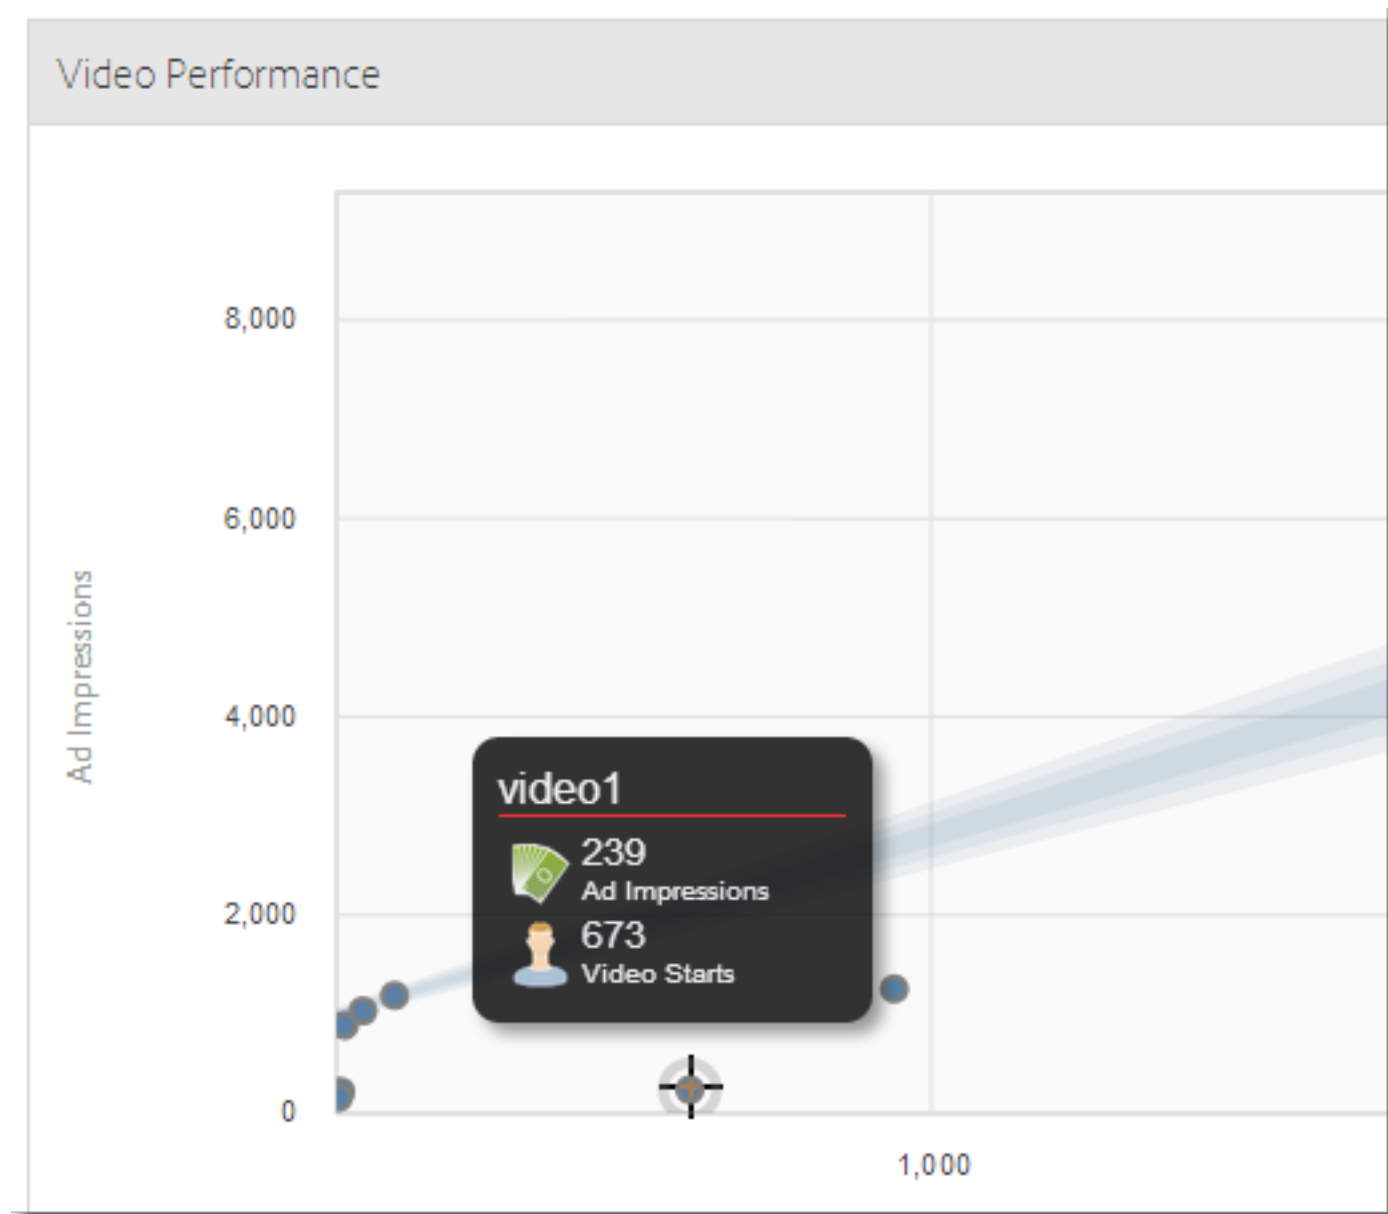 Video Performance
8,000
6,000
Ad Impressions
4,000
video1
239
Ad Impressions
2,000
673
Video Starts
0
1,000